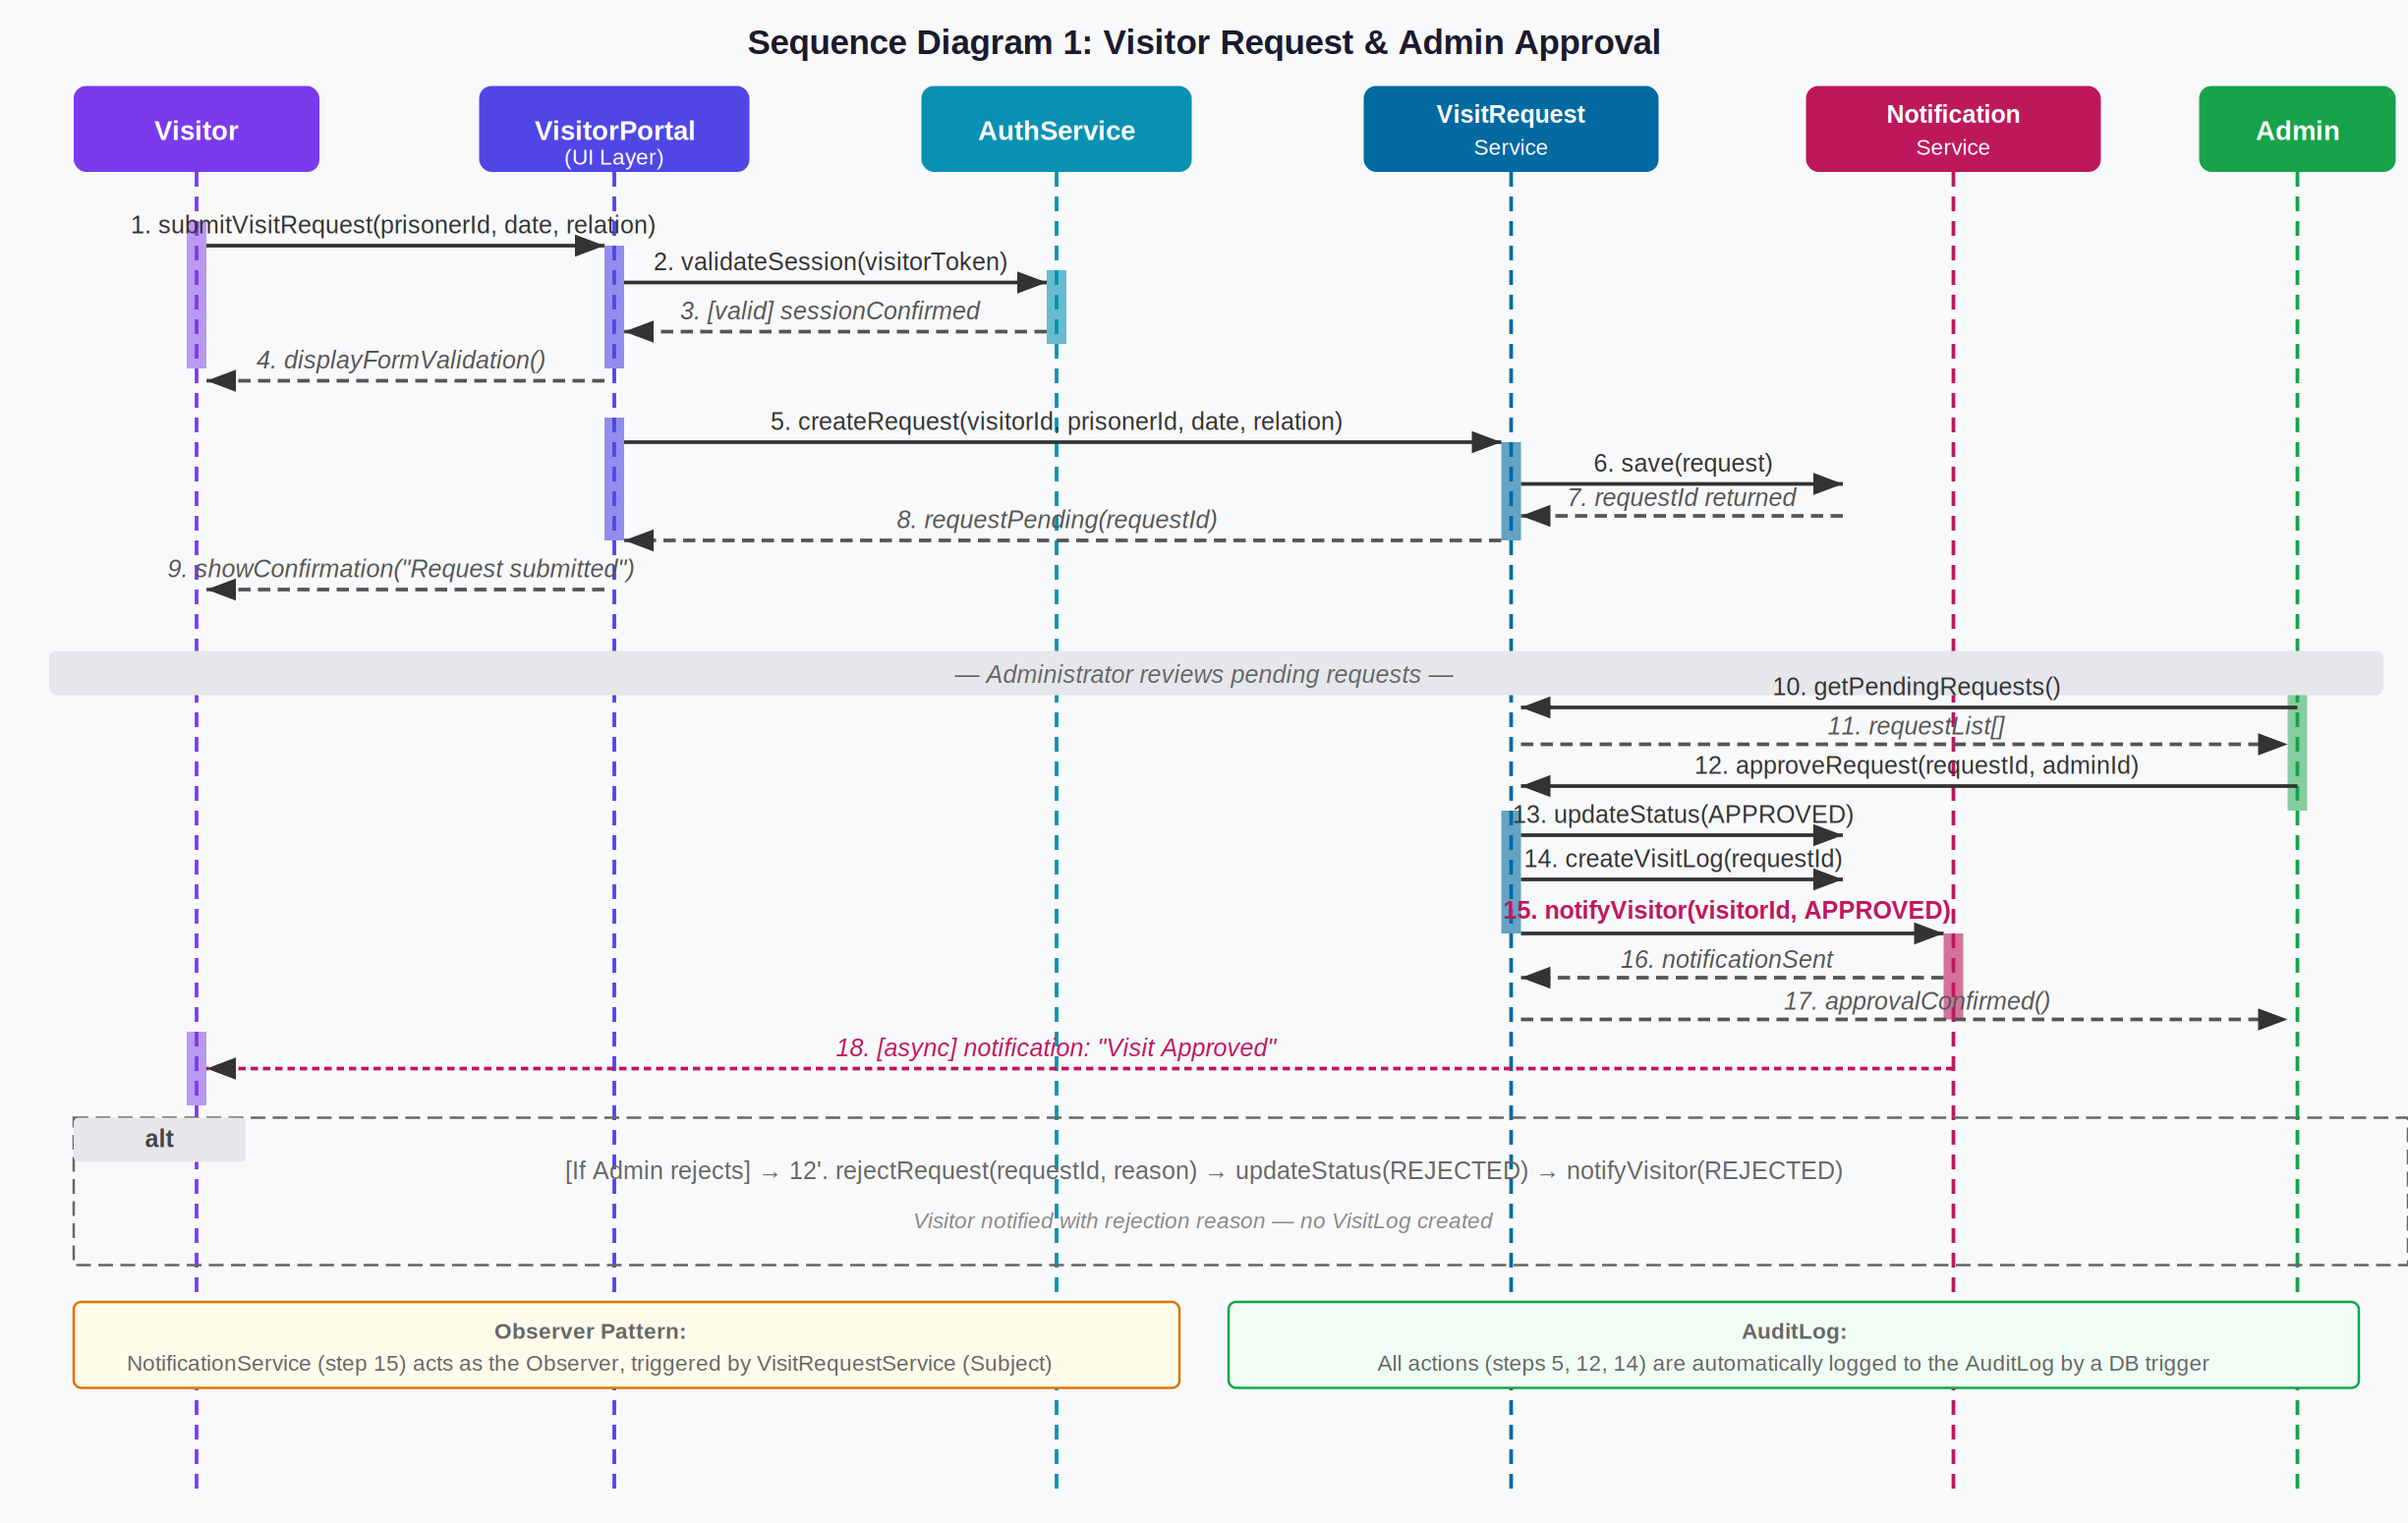 Sequence Diagram 1: Visitor Request & Admin Approval
Visitor
VisitorPortal
(UI Layer)
AuthService
VisitRequest
Service
Notification
Service
Admin
1. submitVisitRequest(prisonerId, date, relation)
2. validateSession(visitorToken)
3. [valid] sessionConfirmed
4. displayFormValidation()
5. createRequest(visitorId, prisonerId, date, relation)
6. save(request)
7. requestId returned
8. requestPending(requestId)
9. showConfirmation("Request submitted")
— Administrator reviews pending requests —
10. getPendingRequests()
11. requestList[]
12. approveRequest(requestId, adminId)
13. updateStatus(APPROVED)
14. createVisitLog(requestId)
15. notifyVisitor(visitorId, APPROVED)
16. notificationSent
17. approvalConfirmed()
18. [async] notification: "Visit Approved"
alt
[If Admin rejects] → 12'. rejectRequest(requestId, reason) → updateStatus(REJECTED) → notifyVisitor(REJECTED)
Visitor notified with rejection reason — no VisitLog created
Observer Pattern:
NotificationService (step 15) acts as the Observer, triggered by VisitRequestService (Subject)
AuditLog:
All actions (steps 5, 12, 14) are automatically logged to the AuditLog by a DB trigger